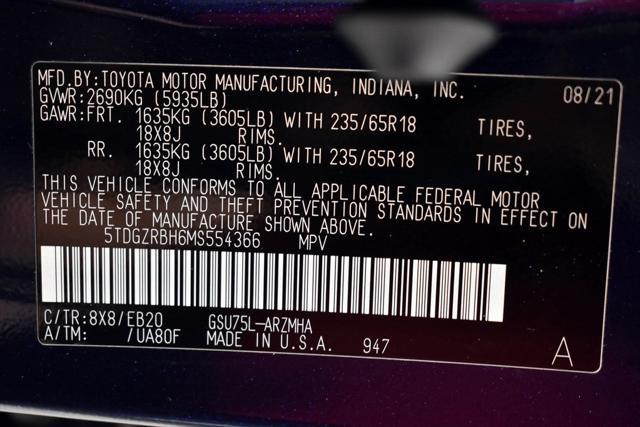 MFD.BY:TOYOTA MOTOR MANUFACTURING, INDIANA, INC. 08/21
GVWR:2690KG (5935LB)
GAWR:FRT. 1635KG (3605LB) WITH 235/65R18 TIRES,
18X8J RIMS.
RR. 1635KG (3605LB) WITH 235/65R18 TIRES,
18X8J RIMS.
THIS VEHICLE CONFORMS TO ALL APPLICABLE FEDERAL MOTOR
VEHICLE SAFETY AND THEFT PREVENTION STANDARDS IN EFFECT ON
THE DATE OF MANUFACTURE SHOWN ABOVE.
5TDGZRBH6MS554366 MPV
C/TR:8X8/EB20 GSU75L-ARZMHA
A/TM: /UA80F MADE IN U.S.A. 947 A